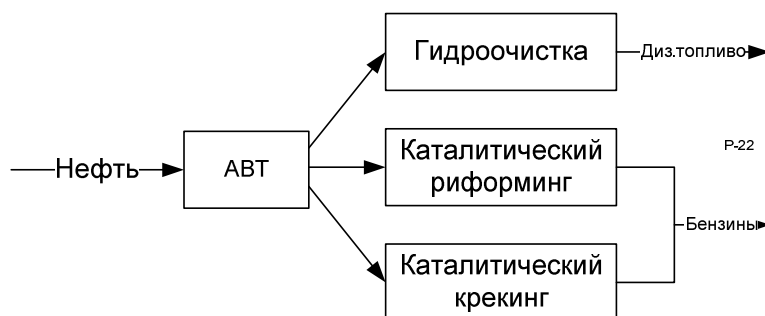 Гидроочистка
Диз.топливо
Нефть
АВТ
Каталитический
риформинг
Р-22
Бензины
Каталитический
крекинг